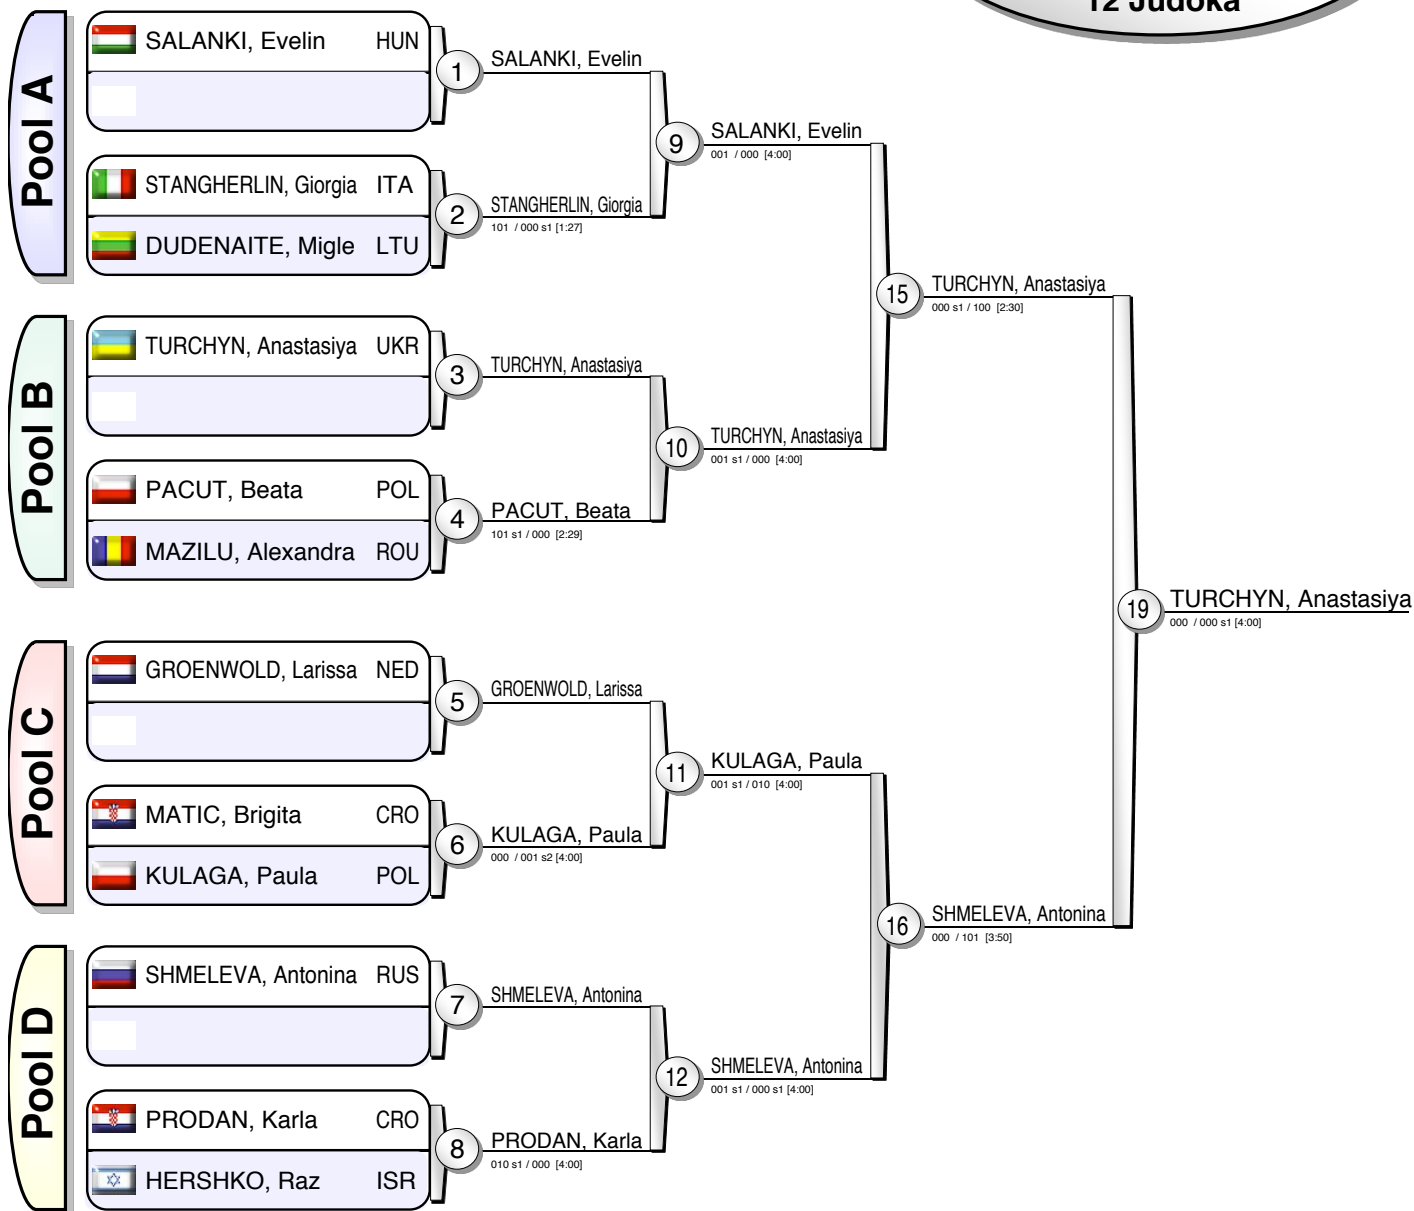 12 Judoka
Pool A
SALANKI, Evelin HUN
STANGHERLIN, Giorgia ITA
DUDENAITE, Migle LTU
Pool B
TURCHYN, Anastasiya UKR
PACUT, Beata POL
MAZILU, Alexandra ROU
Pool C
GROENWOLD, Larissa NED
MATIC, Brigita CRO
KULAGA, Paula POL
Pool D
SHMELEVA, Antonina RUS
PRODAN, Karla CRO
HERSHKO, Raz ISR
1 SALANKI, Evelin
2 STANGHERLIN, Giorgia
101 / 000 s1 [1:27]
3 TURCHYN, Anastasiya
4 PACUT, Beata
101 s1 / 000 [2:29]
5 GROENWOLD, Larissa
6 KULAGA, Paula
000 / 001 s2 [4:00]
7 SHMELEVA, Antonina
8 PRODAN, Karla
010 s1 / 000 [4:00]
9 SALANKI, Evelin
001 / 000 [4:00]
10 TURCHYN, Anastasiya
001 s1 / 000 [4:00]
11 KULAGA, Paula
001 s1 / 010 [4:00]
12 SHMELEVA, Antonina
001 s1 / 000 s1 [4:00]
15 TURCHYN, Anastasiya
000 s1 / 100 [2:30]
16 SHMELEVA, Antonina
000 / 101 [3:50]
19 TURCHYN, Anastasiya
000 / 000 s1 [4:00]